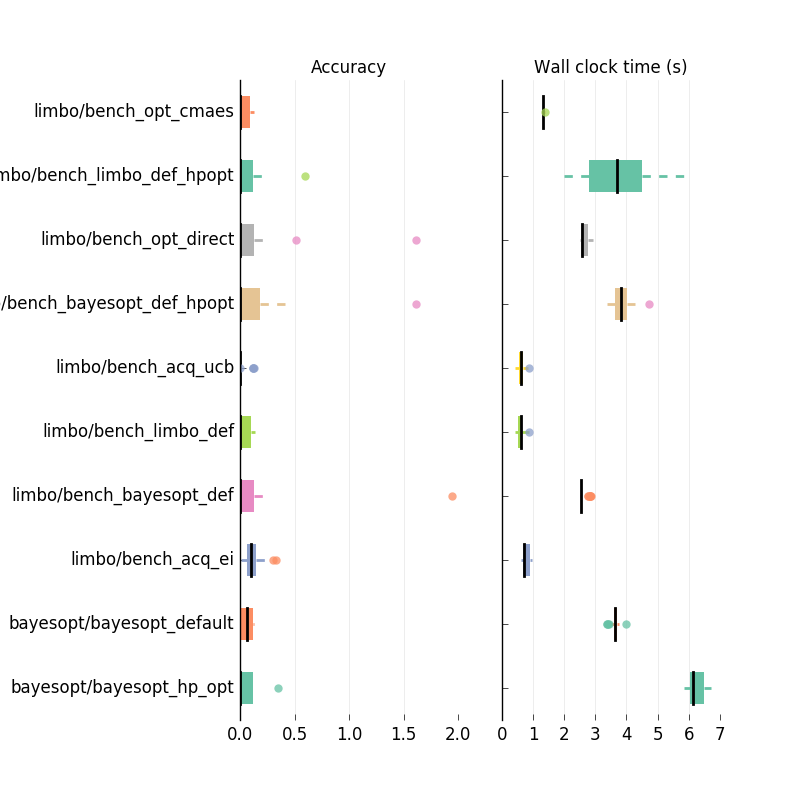 Accuracy Wall clock time (s)
limbo/bench_opt_cmaes
mbo/bench_limbo_def_hpopt
limbo/bench_opt_direct
/bench_bayesopt_def_hpopt
limbo/bench_acq_ucb
limbo/bench_limbo_def
limbo/bench_bayesopt_def
limbo/bench_acq_ei
bayesopt/bayesopt_default
bayesopt/bayesopt_hp_opt
0.0 0.5 1.0 1.5 2.0 0 1 2 3 4 5 6 7